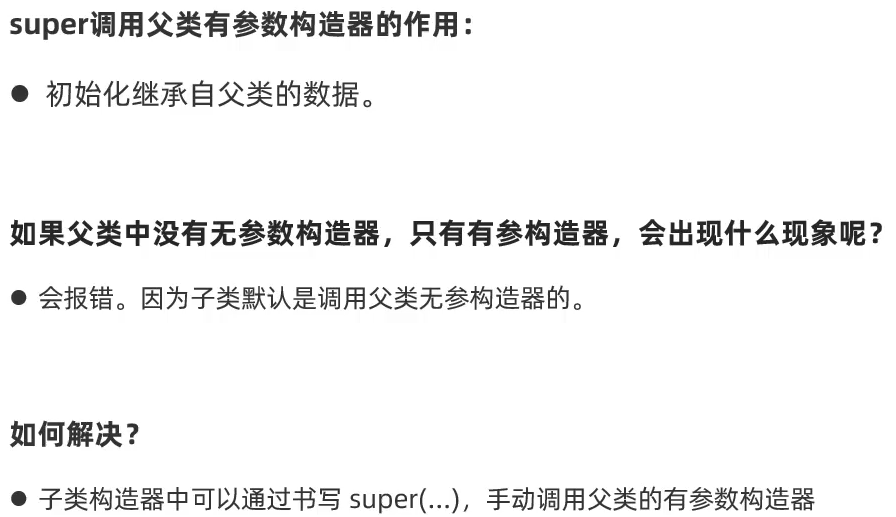 super调用父类有参数构造器的作用：
● 初始化继承自父类的数据。
如果父类中没有无参数构造器，只有有参构造器，会出现什么现象呢？
● 会报错。因为子类默认是调用父类无参构造器的。
如何解决？
● 子类构造器中可以通过书写 super(...)，手动调用父类的有参数构造器